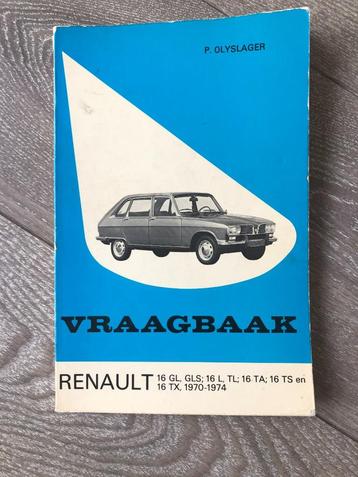 P. OLYSLAGER
VRAAGBAAK
RENAULT 16 GL, GLS; 16 L, TL; 16 TA; 16 TS en
16 TX, 1970-1974